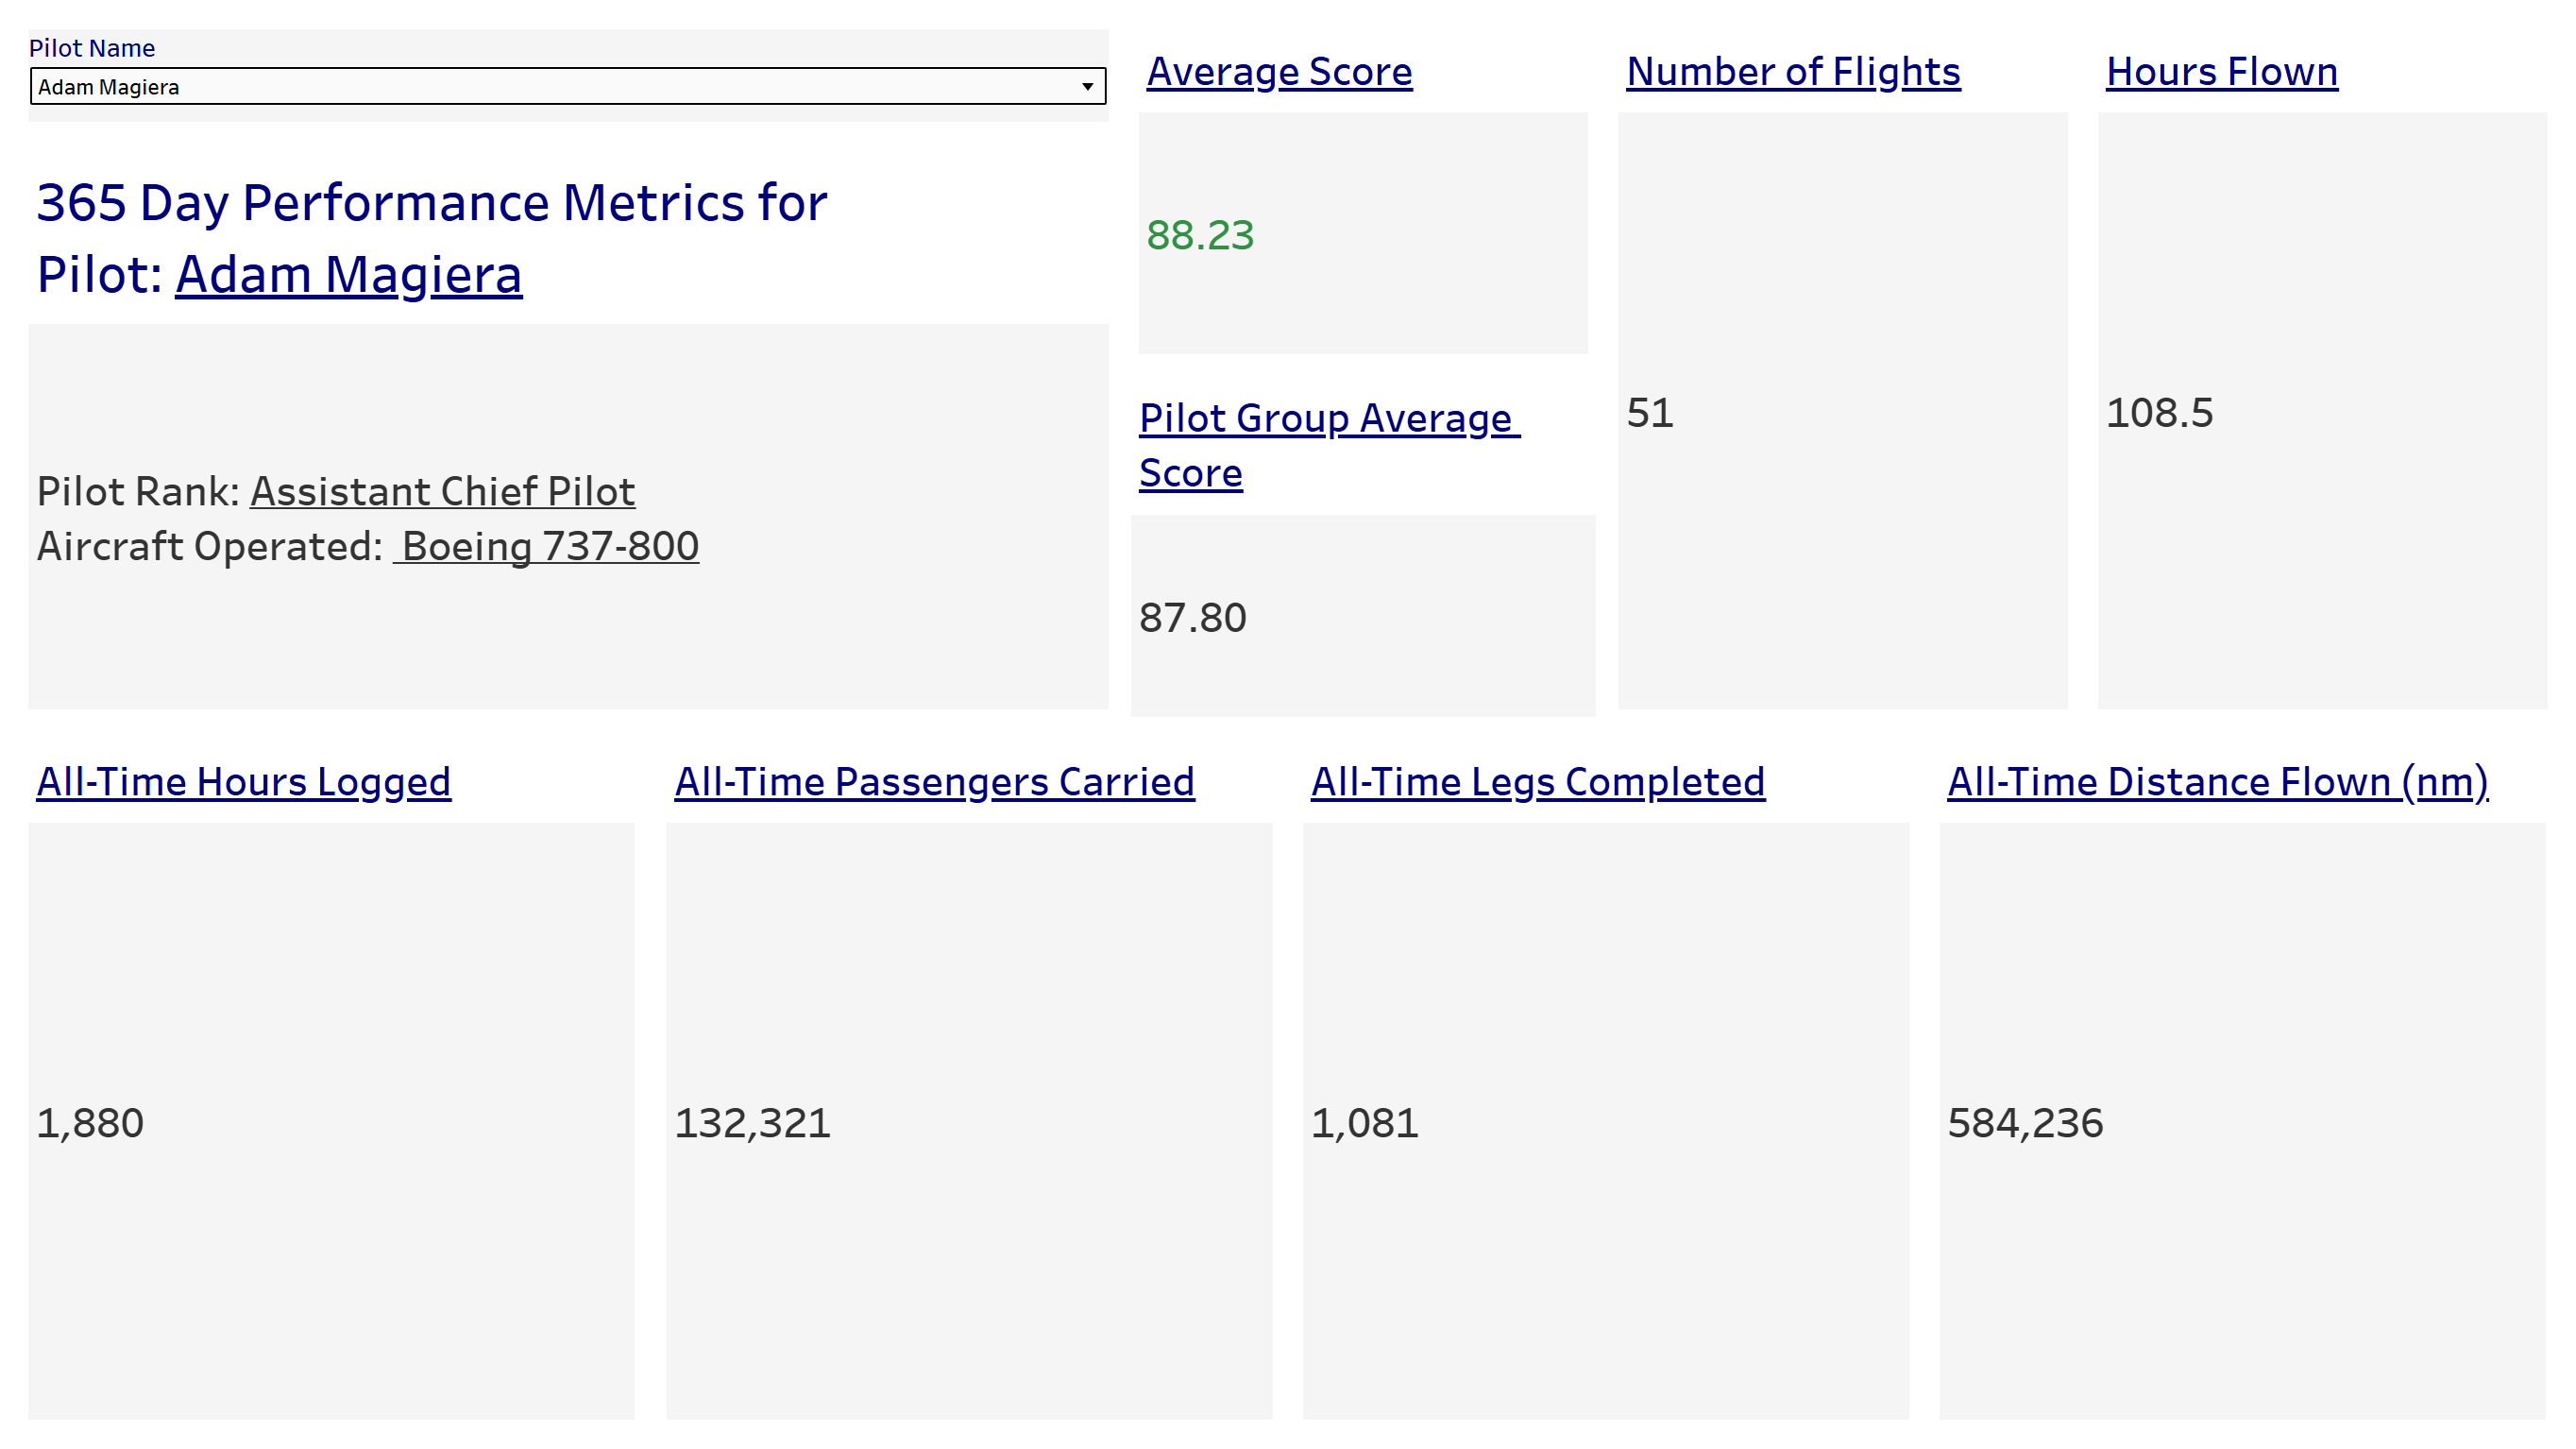 Pilot Name
Adam Magiera
365 Day Performance Metrics for
Pilot: Adam Magiera
Pilot Rank: Assistant Chief Pilot
Aircraft Operated: Boeing 737-800
Average Score
88.23
Pilot Group Average
Score
87.80
Number of Flights
51
Hours Flown
108.5
All-Time Hours Logged
1,880
All-Time Passengers Carried
132,321
All-Time Legs Completed
1,081
All-Time Distance Flown (nm)
584,236